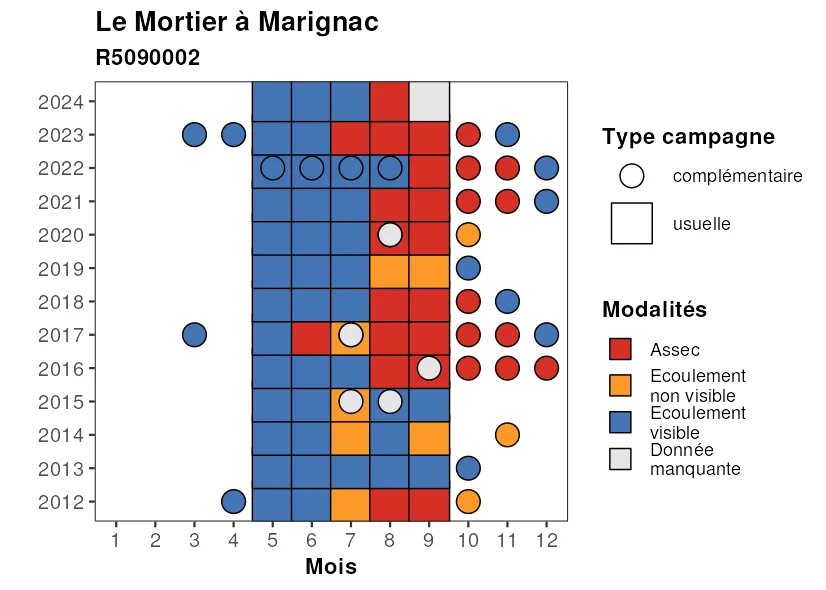 Le Mortier à Marignac
R5090002
2024
2023
2022
2021
2020
2019
2018
2017
2016
2015
2014
2013
2012
1 2 3 4 5 6 7 8 9 10 11 12
Mois
Type campagne
complémentaire
usuelle
Modalités
Assec
Ecoulement
non visible
Ecoulement
visible
Donnée
manquante